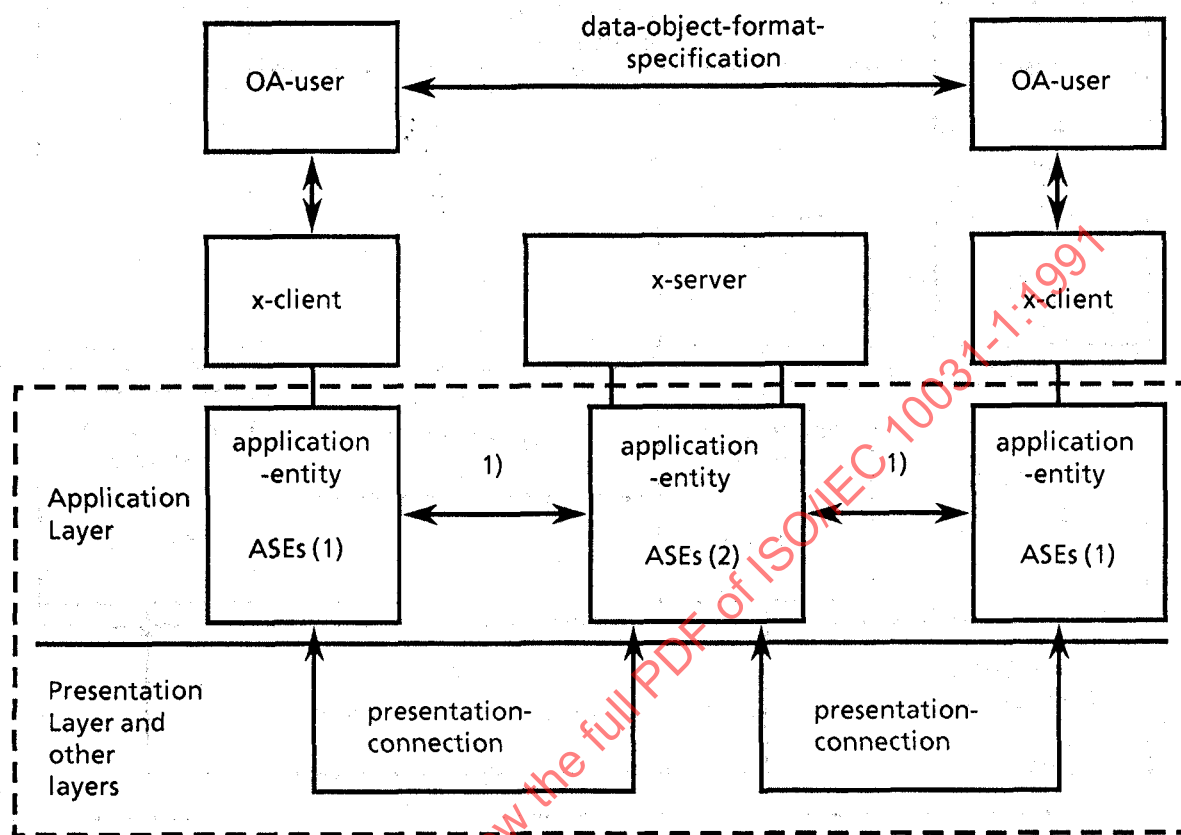 data-object-format-
specification
OA-user
OA-user
x-client
x-server
x-client
Application
Layer
application
-entity
ASEs (1)
1)
application
-entity
ASEs (2)
1)
application
-entity
ASEs (1)
Presentation
Layer and
other
layers
presentation-
connection
presentation-
connection
w the full PDF of ISO/IEC 10031-1:1991